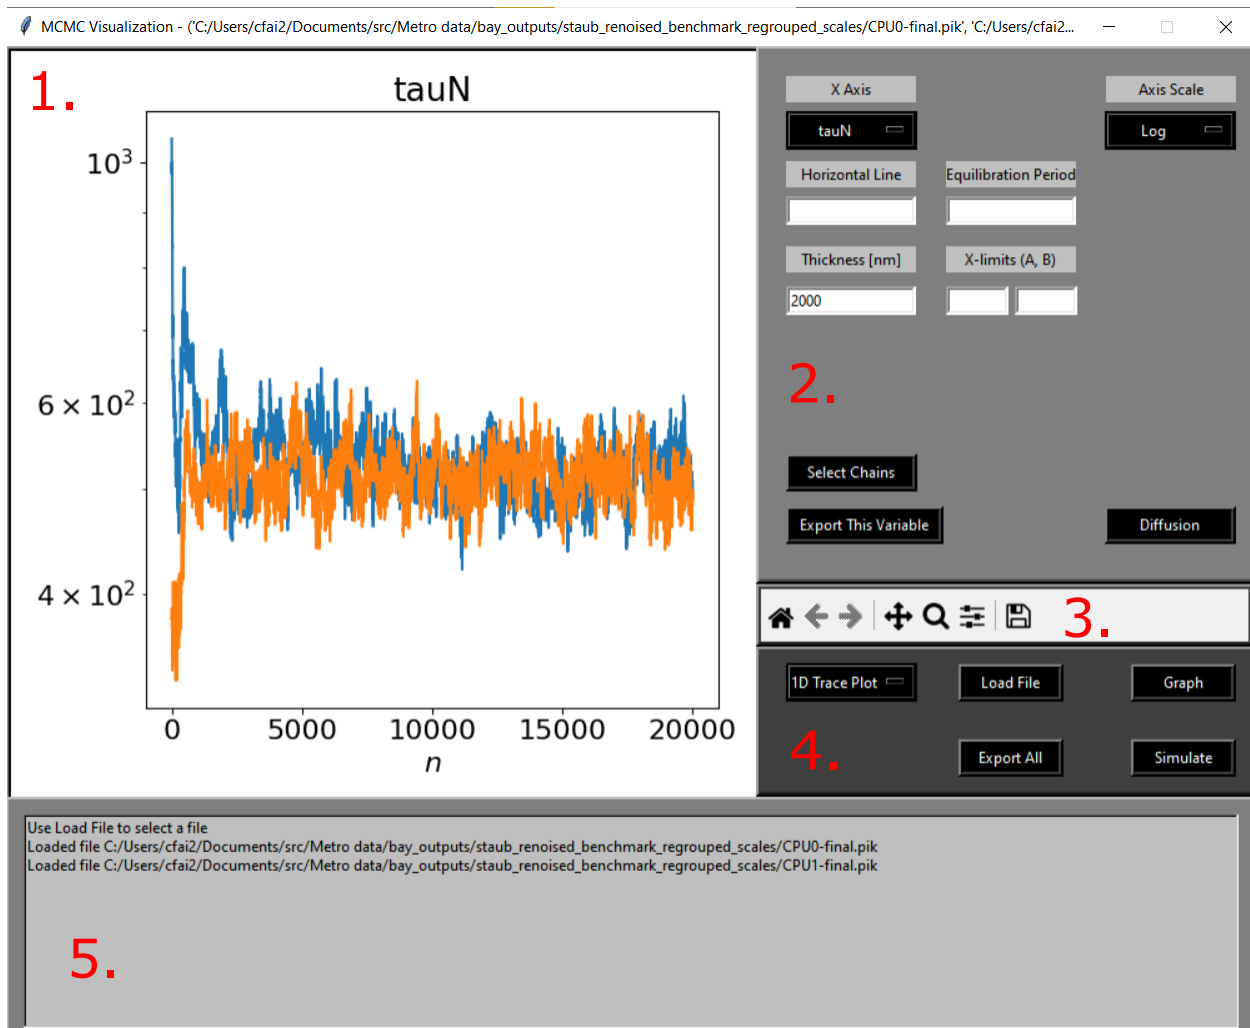 MCMC Visualization - ('C:/Users/cfai2/Documents/src/Metro data/bay_outputs/staub_renoised_benchmark_regrouped_scales/CPU0-final.pik', 'C:/Users/cfai2...
1.
tauN
10³
6 × 10²
4 × 10²
0 5000 10000 15000 20000
n
X Axis
Axis Scale
tauN
Log
Horizontal Line
Equilibration Period
Thickness [nm]
X-limits (A, B)
2000
2.
Select Chains
Export This Variable
Diffusion
3.
1D Trace Plot
Load File
Graph
4.
Export All
Simulate
Use Load File to select a file
Loaded file C:/Users/cfai2/Documents/src/Metro data/bay_outputs/staub_renoised_benchmark_regrouped_scales/CPU0-final.pik
Loaded file C:/Users/cfai2/Documents/src/Metro data/bay_outputs/staub_renoised_benchmark_regrouped_scales/CPU1-final.pik
5.